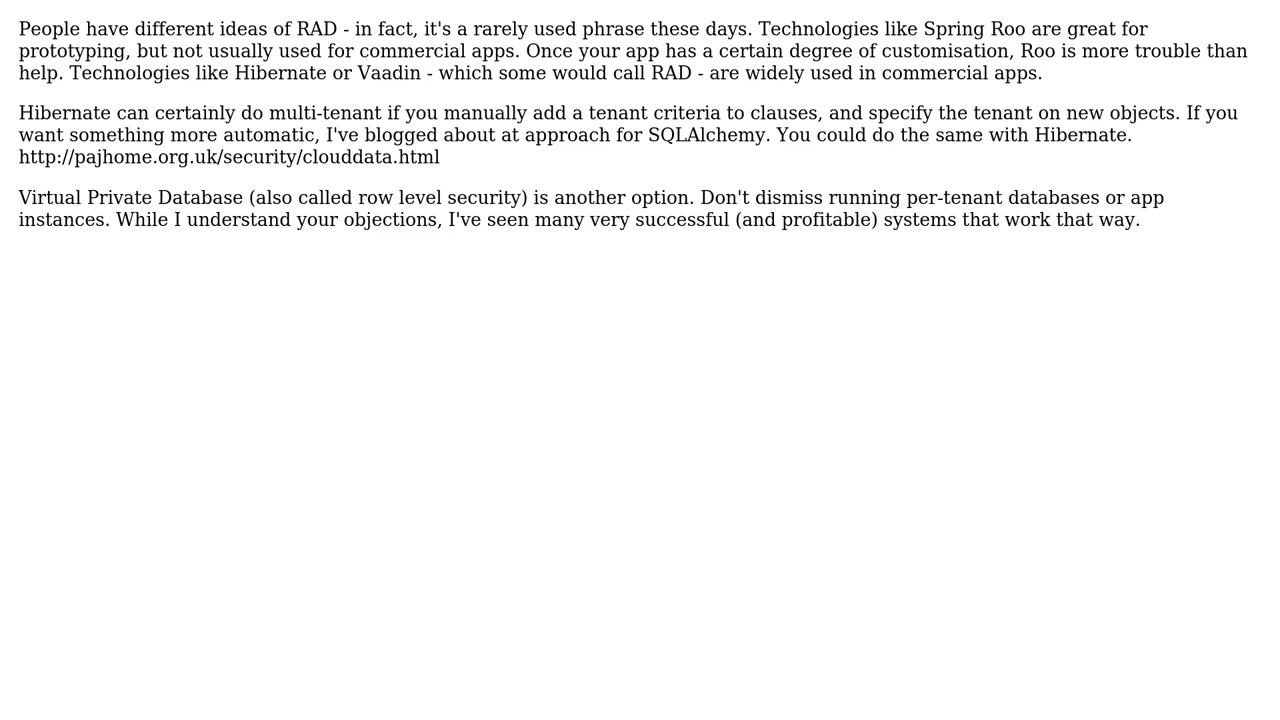 People have different ideas of RAD - in fact, it's a rarely used phrase these days. Technologies like Spring Roo are great for
prototyping, but not usually used for commercial apps. Once your app has a certain degree of customisation, Roo is more trouble than
help. Technologies like Hibernate or Vaadin - which some would call RAD - are widely used in commercial apps.
Hibernate can certainly do multi-tenant if you manually add a tenant criteria to clauses, and specify the tenant on new objects. If you
want something more automatic, I've blogged about at approach for SQLAlchemy. You could do the same with Hibernate.
http://pajhome.org.uk/security/clouddata.html
Virtual Private Database (also called row level security) is another option. Don't dismiss running per-tenant databases or app
instances. While I understand your objections, I've seen many very successful (and profitable) systems that work that way.